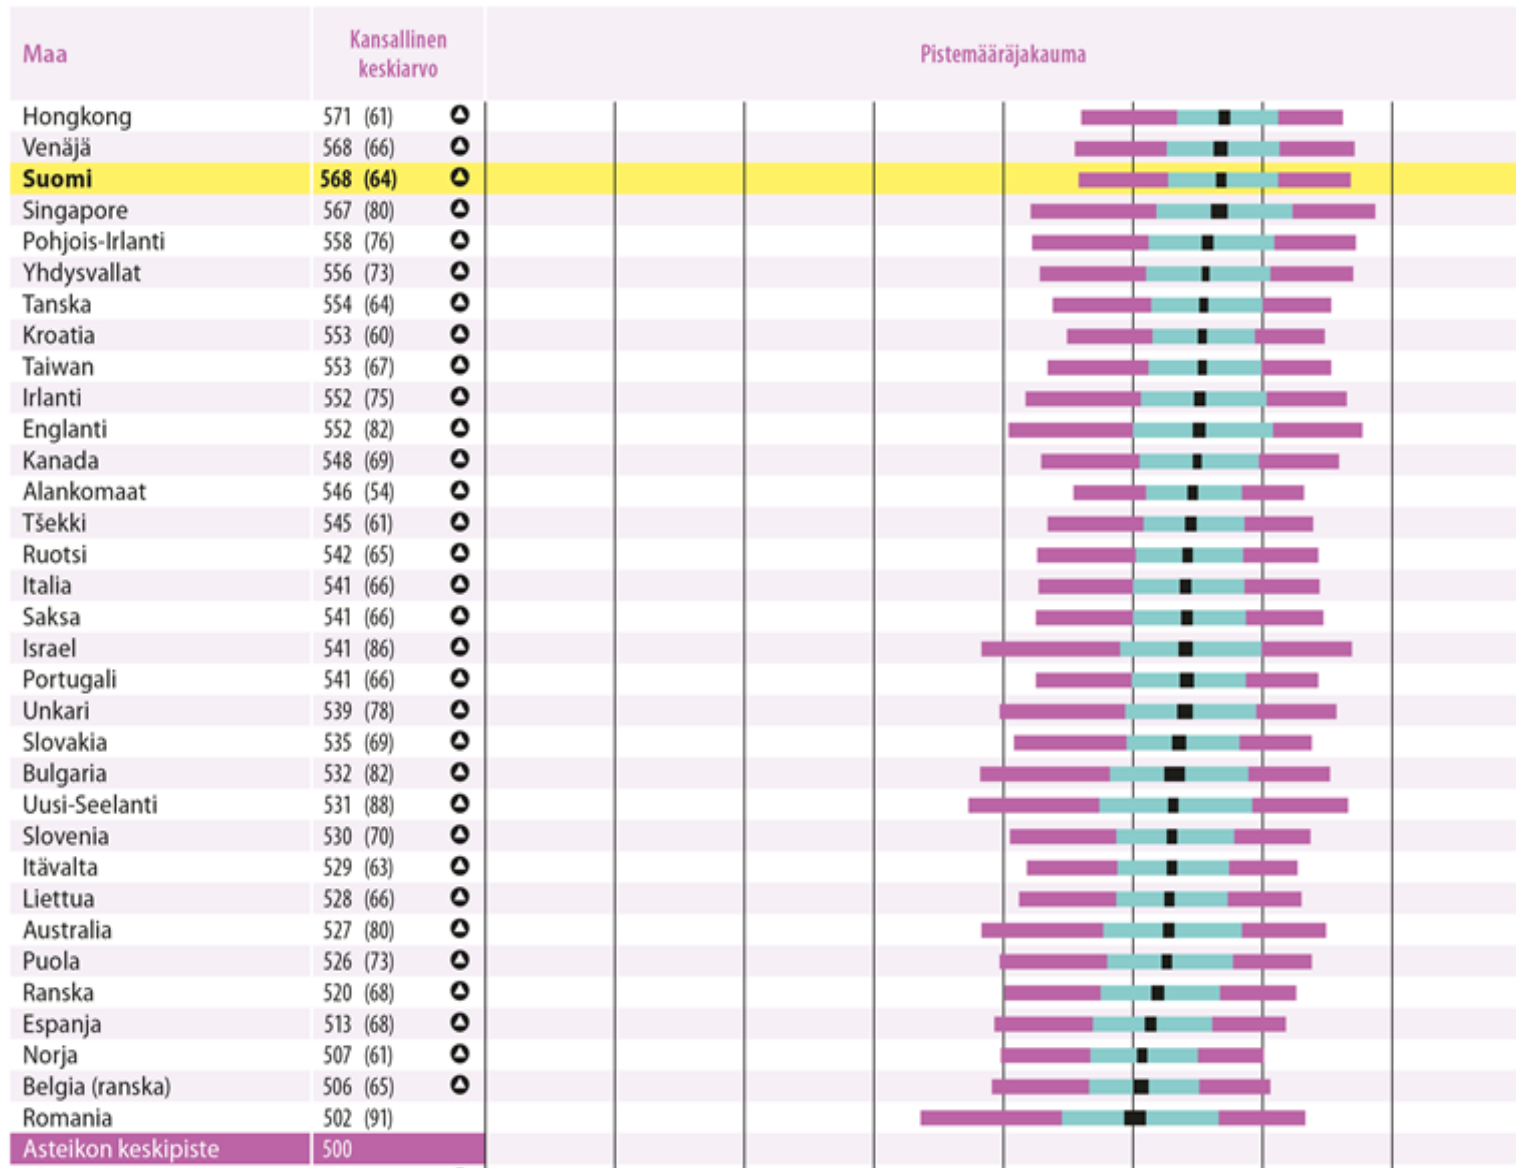 Maa Kansallinen keskiarvo Pistemääräjakauma
Hongkong 571 (61)
Venäjä 568 (66)
Suomi 568 (64)
Singapore 567 (80)
Pohjois-Irlanti 558 (76)
Yhdysvallat 556 (73)
Tanska 554 (64)
Kroatia 553 (60)
Taiwan 553 (67)
Irlanti 552 (75)
Englanti 552 (82)
Kanada 548 (69)
Alankomaat 546 (54)
Tšekki 545 (61)
Ruotsi 542 (65)
Italia 541 (66)
Saksa 541 (66)
Israel 541 (86)
Portugali 541 (66)
Unkari 539 (78)
Slovakia 535 (69)
Bulgaria 532 (82)
Uusi-Seelanti 531 (88)
Slovenia 530 (70)
Itävalta 529 (63)
Liettua 528 (66)
Australia 527 (80)
Puola 526 (73)
Ranska 520 (68)
Espanja 513 (68)
Norja 507 (61)
Belgia (ranska) 506 (65)
Romania 502 (91)
Asteikon keskipiste 500